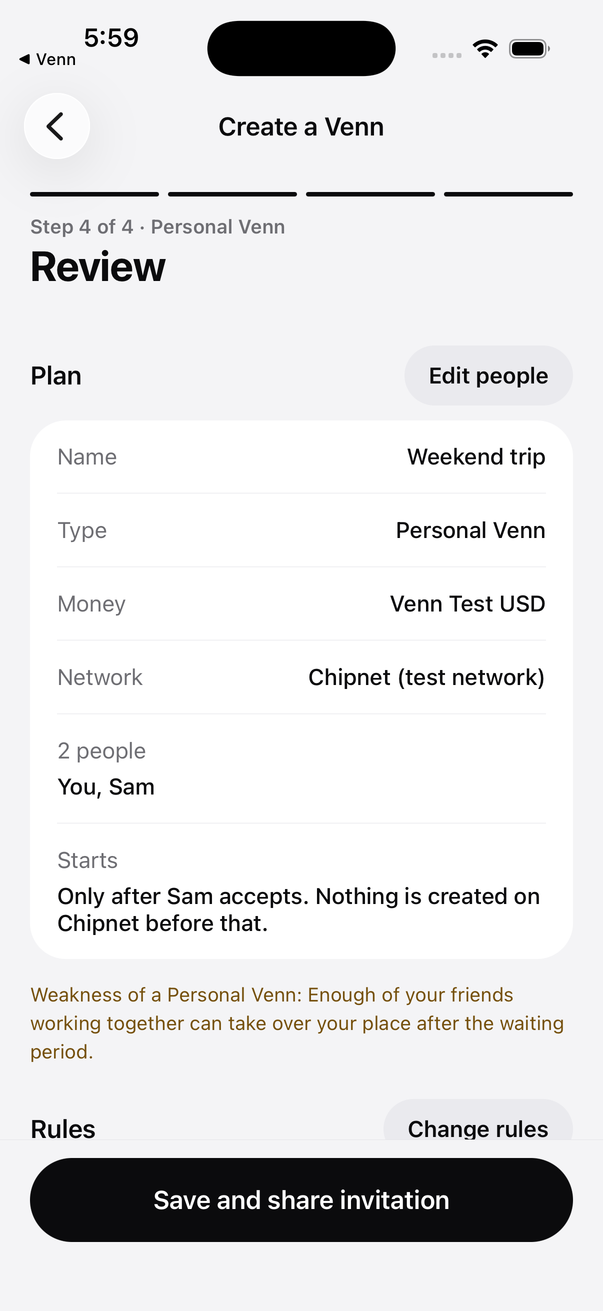 5:59
◀ Venn
Create a Venn
Step 4 of 4 · Personal Venn
Review
Plan
Edit people
Name
Weekend trip
Type
Personal Venn
Money
Venn Test USD
Network
Chipnet (test network)
2 people
You, Sam
Starts
Only after Sam accepts. Nothing is created on
Chipnet before that.
Weakness of a Personal Venn: Enough of your friends
working together can take over your place after the waiting
period.
Rules
Change rules
Save and share invitation